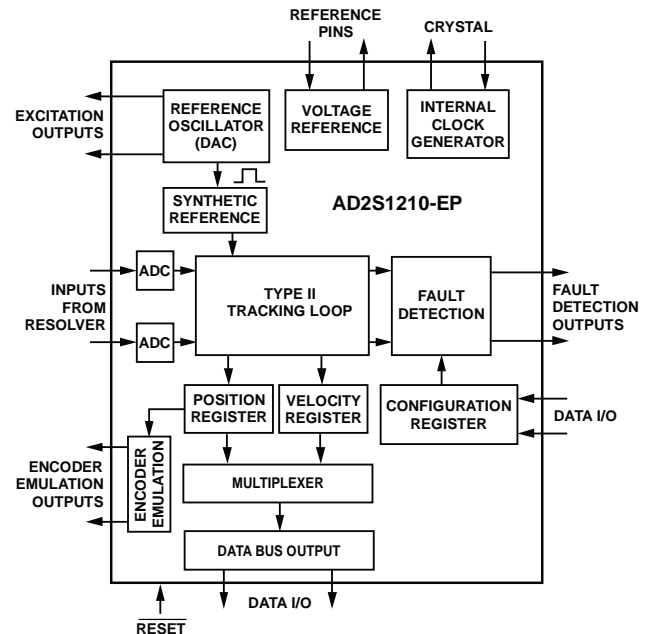 REFERENCE
PINS
CRYSTAL
EXCITATION
OUTPUTS
REFERENCE
OSCILLATOR
(DAC)
VOLTAGE
REFERENCE
INTERNAL
CLOCK
GENERATOR
SYNTHETIC
REFERENCE
AD2S1210-EP
INPUTS
FROM
RESOLVER
ADC
ADC
TYPE II
TRACKING LOOP
FAULT
DETECTION
FAULT
DETECTION
OUTPUTS
POSITION
REGISTER
VELOCITY
REGISTER
CONFIGURATION
REGISTER
DATA I/O
ENCODER
EMULATION
OUTPUTS
ENCODER
EMULATION
MULTIPLEXER
DATA BUS OUTPUT
RESET
DATA I/O